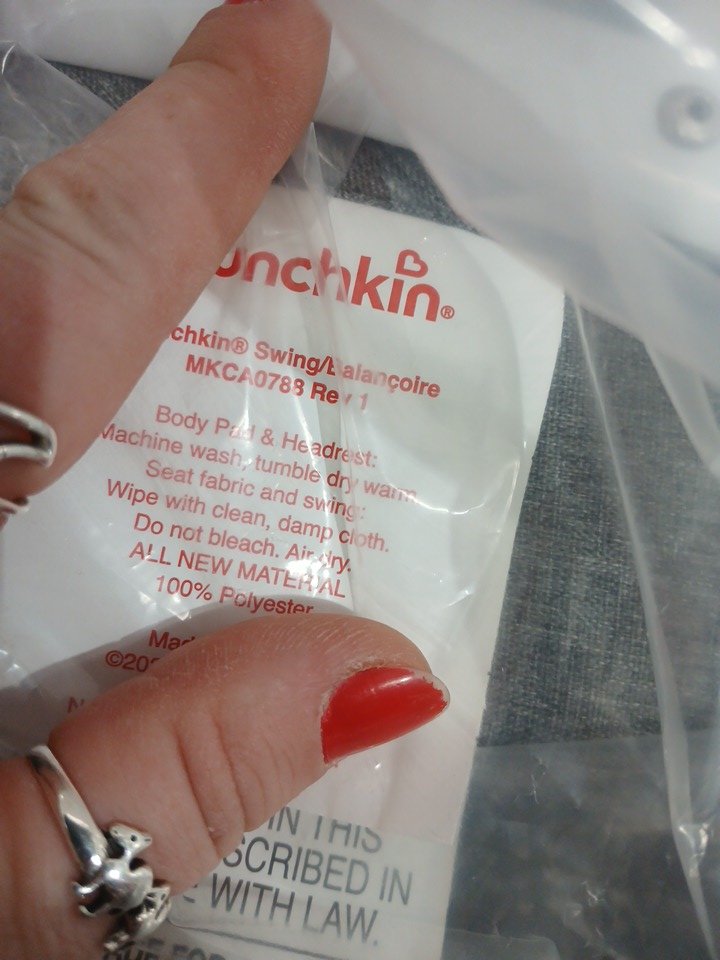 unchkin®
chkin® Swing/Balançoire
MKCA0788 Rev 1
Body Pad & Headrest:
Machine wash, tumble dry warm.
Seat fabric and swing:
Wipe with clean, damp cloth.
Do not bleach. Air dry.
ALL NEW MATERIAL
100% Polyester
Mad
©20
IN THIS
SCRIBED IN
WITH LAW.